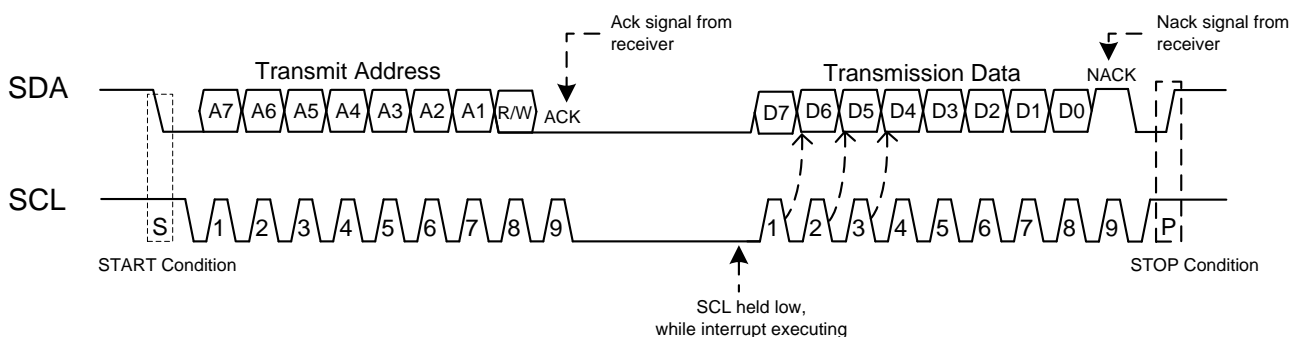 Ack signal from
receiver
Nack signal from
receiver
Transmit Address
Transmission Data
NACK
SDA
A7 A6 A5 A4 A3 A2 A1 R/W ACK
D7 D6 D5 D4 D3 D2 D1 D0
SCL
S 1 2 3 4 5 6 7 8 9
1 2 3 4 5 6 7 8 9 P
START Condition
STOP Condition
SCL held low,
while interrupt executing